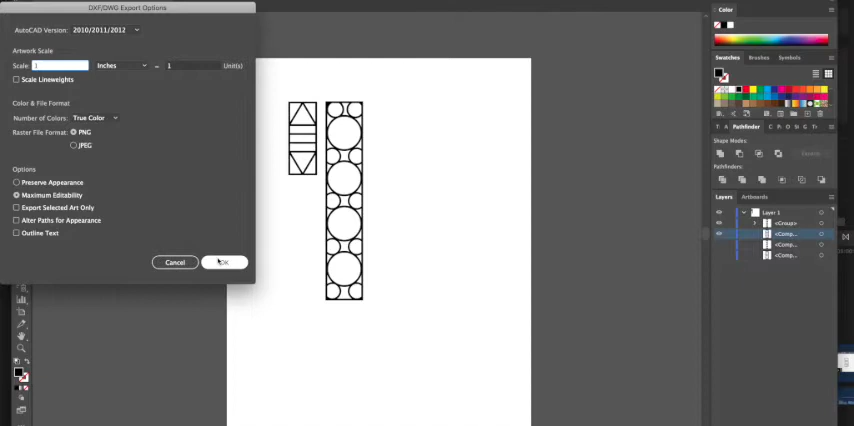 DXF/DWG Export Options
AutoCAD Version: 2010/2011/2012
Artwork Scale
Scale: 1 Inches = 1 Unit(s)
Scale Lineweights
Color & File Format
Number of Colors: True Color
Raster File Format: PNG
JPEG
Options
Preserve Appearance
Maximum Editability
Export Selected Art Only
Alter Paths for Appearance
Outline Text
Cancel OK
Color
Swatches Brushes Symbols
Pathfinder
Shape Modes:
Expand
Pathfinders:
Layers Artboards
Layer 1
<Group>
<Comp...
<Comp...
<Comp...